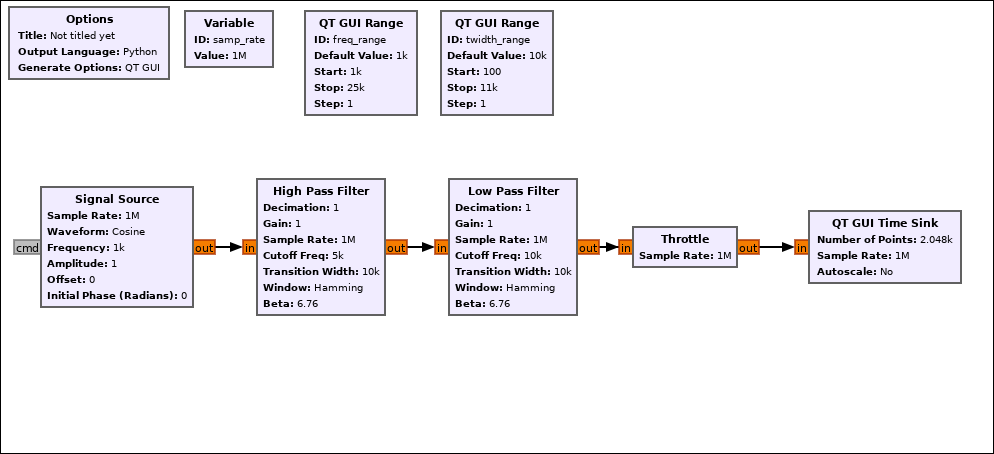 Options
Title: Not titled yet
Output Language: Python
Generate Options: QT GUI
Variable
ID: samp_rate
Value: 1M
QT GUI Range
ID: freq_range
Default Value: 1k
Start: 1k
Stop: 25k
Step: 1
QT GUI Range
ID: twidth_range
Default Value: 10k
Start: 100
Stop: 11k
Step: 1
cmd
Signal Source
Sample Rate: 1M
Waveform: Cosine
Frequency: 1k
Amplitude: 1
Offset: 0
Initial Phase (Radians): 0
out
in
High Pass Filter
Decimation: 1
Gain: 1
Sample Rate: 1M
Cutoff Freq: 5k
Transition Width: 10k
Window: Hamming
Beta: 6.76
out
in
Low Pass Filter
Decimation: 1
Gain: 1
Sample Rate: 1M
Cutoff Freq: 10k
Transition Width: 10k
Window: Hamming
Beta: 6.76
out
in
Throttle
Sample Rate: 1M
out
in
QT GUI Time Sink
Number of Points: 2.048k
Sample Rate: 1M
Autoscale: No